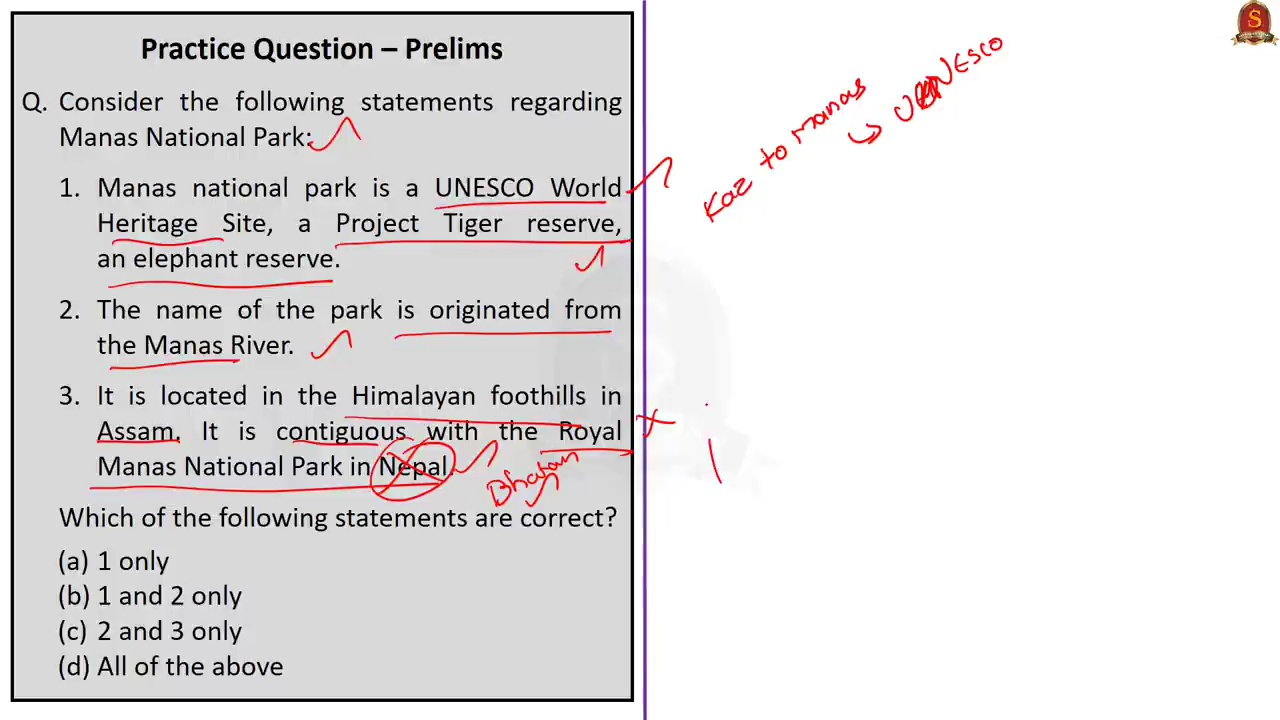 Practice Question – Prelims
Q. Consider the following statements regarding
Manas National Park:
1. Manas national park is a UNESCO World
Heritage Site, a Project Tiger reserve,
an elephant reserve.
2. The name of the park is originated from
the Manas River.
3. It is located in the Himalayan foothills in
Assam. It is contiguous with the Royal
Manas National Park in Nepal.
Bhutan
Which of the following statements are correct?
(a) 1 only
(b) 1 and 2 only
(c) 2 and 3 only
(d) All of the above
Kaz to Manas
S